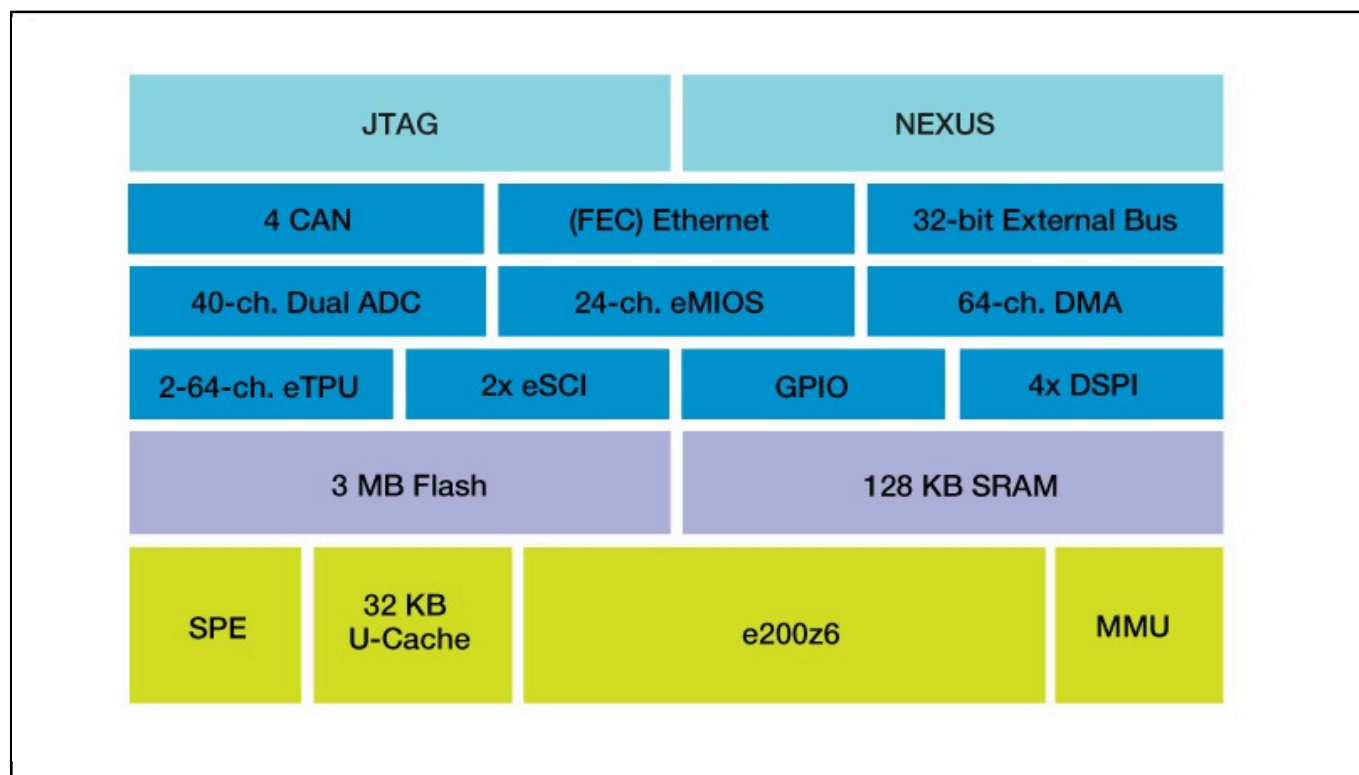 JTAG
NEXUS
4 CAN
(FEC) Ethernet
32-bit External Bus
40-ch. Dual ADC
24-ch. eMIOS
64-ch. DMA
2-64-ch. eTPU
2x eSCI
GPIO
4x DSPI
3 MB Flash
128 KB SRAM
SPE
32 KB
U-Cache
e200z6
MMU